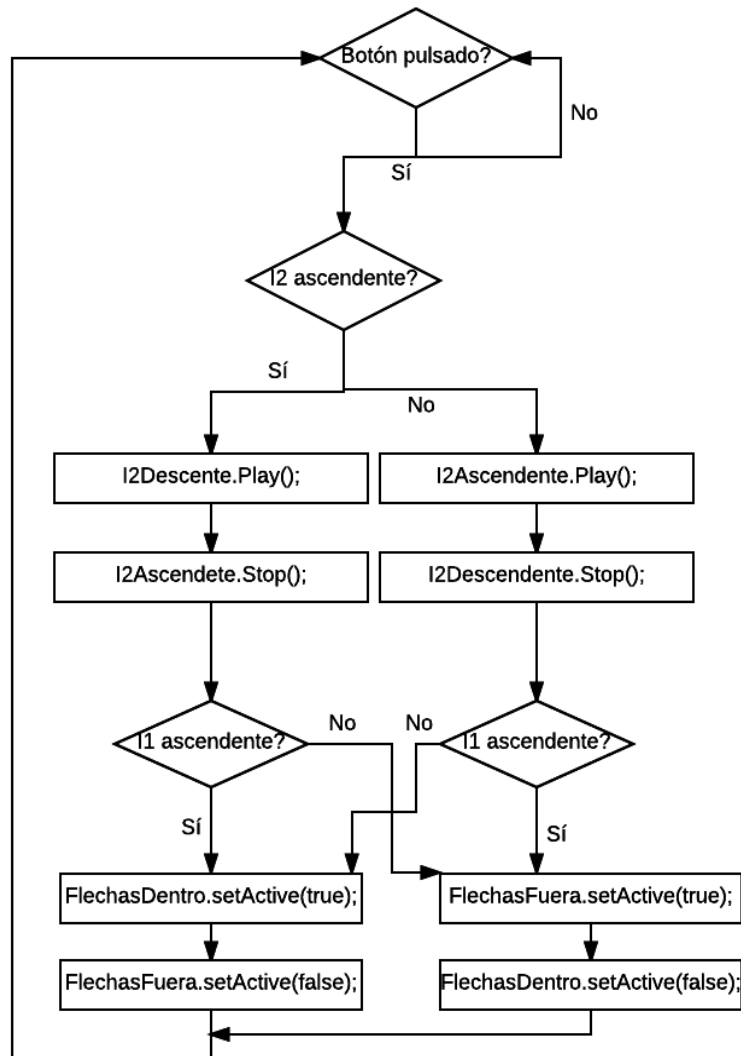 Botón pulsado?
No
Sí
I2 ascendente?
Sí
No
I2Descente.Play();
I2Ascendente.Play();
I2Ascendete.Stop();
I2Descendente.Stop();
I1 ascendente?
No
No
I1 ascendente?
Sí
Sí
FlechasDentro.setActive(true);
FlechasFuera.setActive(true);
FlechasFuera.setActive(false);
FlechasDentro.setActive(false);